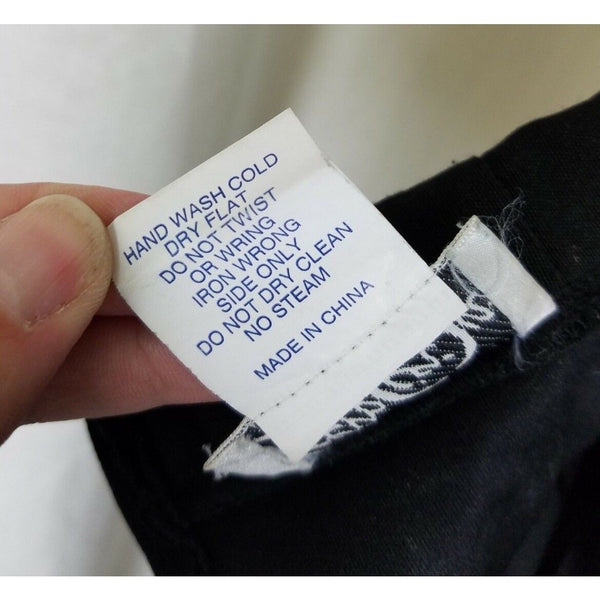 HAND WASH COLD
DRY FLAT
DO NOT TWIST
OR WRING
IRON WRONG
SIDE ONLY
DO NOT DRY CLEAN
NO STEAM
MADE IN CHINA